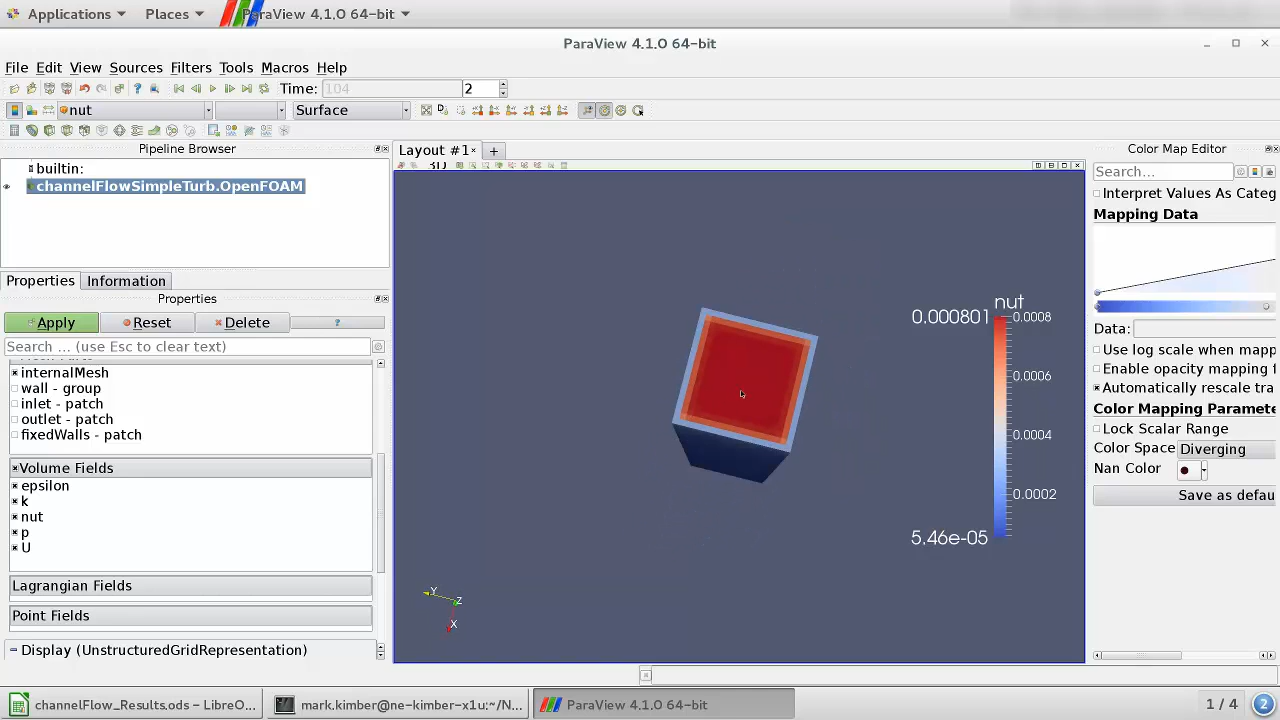 Applications Places ParaView 4.1.0 64-bit
ParaView 4.1.0 64-bit
File Edit View Sources Filters Tools Macros Help
Time: 104 2
nut Surface
Pipeline Browser Layout #1 + Color Map Editor
builtin: Search...
channelFlowSimpleTurb.OpenFOAM Interpret Values As Categ
Mapping Data
Properties Information
Properties
Apply Reset Delete ?
Search ... (use Esc to clear text)
internalMesh
wall - group
inlet - patch
outlet - patch
fixedWalls - patch
Volume Fields
epsilon
k
nut
p
U
Lagrangian Fields
Point Fields
Display (UnstructuredGridRepresentation)
3D
nut
0.000801 0.0008
0.0006
0.0004
0.0002
5.46e-05
Y
Z
X
Data:
Use log scale when mapp
Enable opacity mapping f
Automatically rescale tra
Color Mapping Paramete
Lock Scalar Range
Color Space Diverging
Nan Color
Save as defau
channelFlow_Results.ods – LibreO...
mark.kimber@ne-kimber-x1u:~/N...
ParaView 4.1.0 64-bit
1 / 4 2